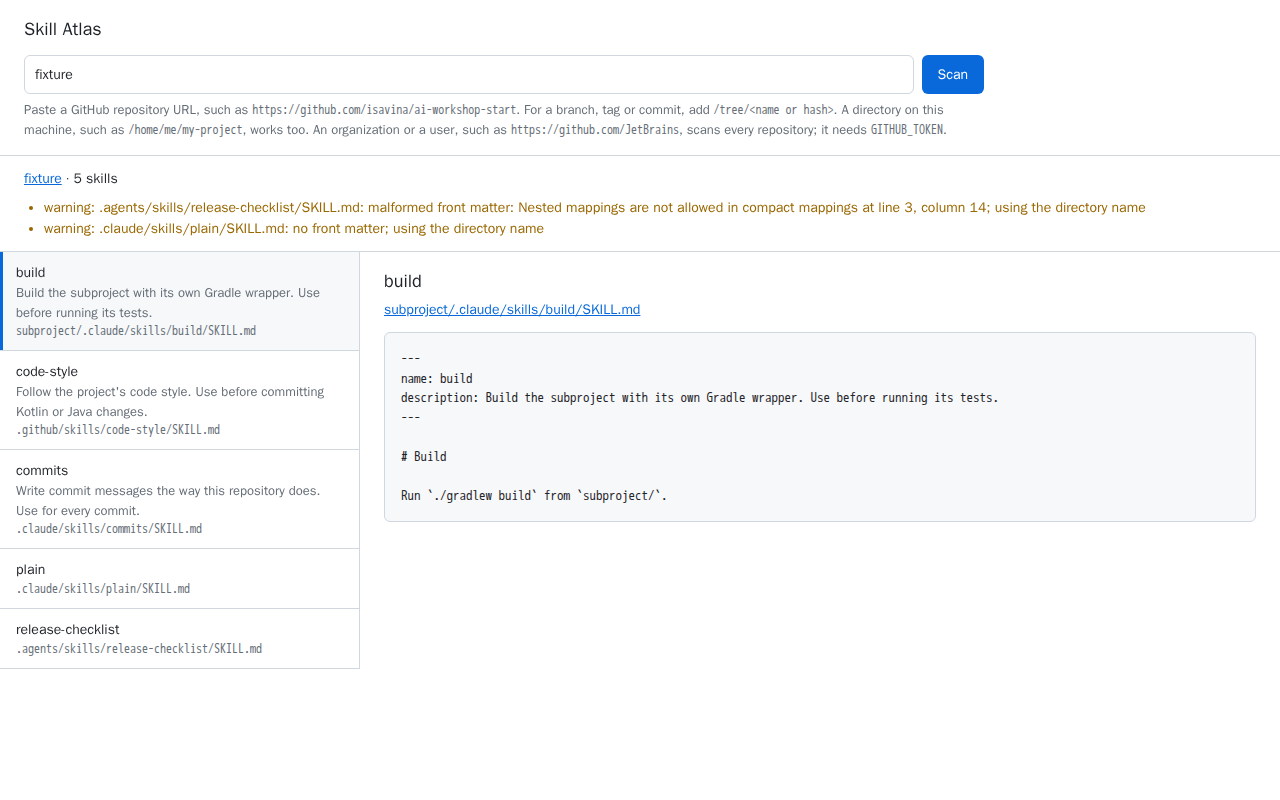 Skill Atlas
fixture
Scan
Paste a GitHub repository URL, such as https://github.com/isavina/ai-workshop-start. For a branch, tag or commit, add /tree/<name or hash>. A directory on this
machine, such as /home/me/my-project, works too. An organization or a user, such as https://github.com/JetBrains, scans every repository; it needs GITHUB_TOKEN.
fixture · 5 skills
• warning: .agents/skills/release-checklist/SKILL.md: malformed front matter: Nested mappings are not allowed in compact mappings at line 3, column 14; using the directory name
• warning: .claude/skills/plain/SKILL.md: no front matter; using the directory name
build
Build the subproject with its own Gradle wrapper. Use
before running its tests.
subproject/.claude/skills/build/SKILL.md
code-style
Follow the project's code style. Use before committing
Kotlin or Java changes.
.github/skills/code-style/SKILL.md
commits
Write commit messages the way this repository does.
Use for every commit.
.claude/skills/commits/SKILL.md
plain
.claude/skills/plain/SKILL.md
release-checklist
.agents/skills/release-checklist/SKILL.md
build
subproject/.claude/skills/build/SKILL.md
---
name: build
description: Build the subproject with its own Gradle wrapper. Use before running its tests.
---
# Build
Run `./gradlew build` from `subproject/`.